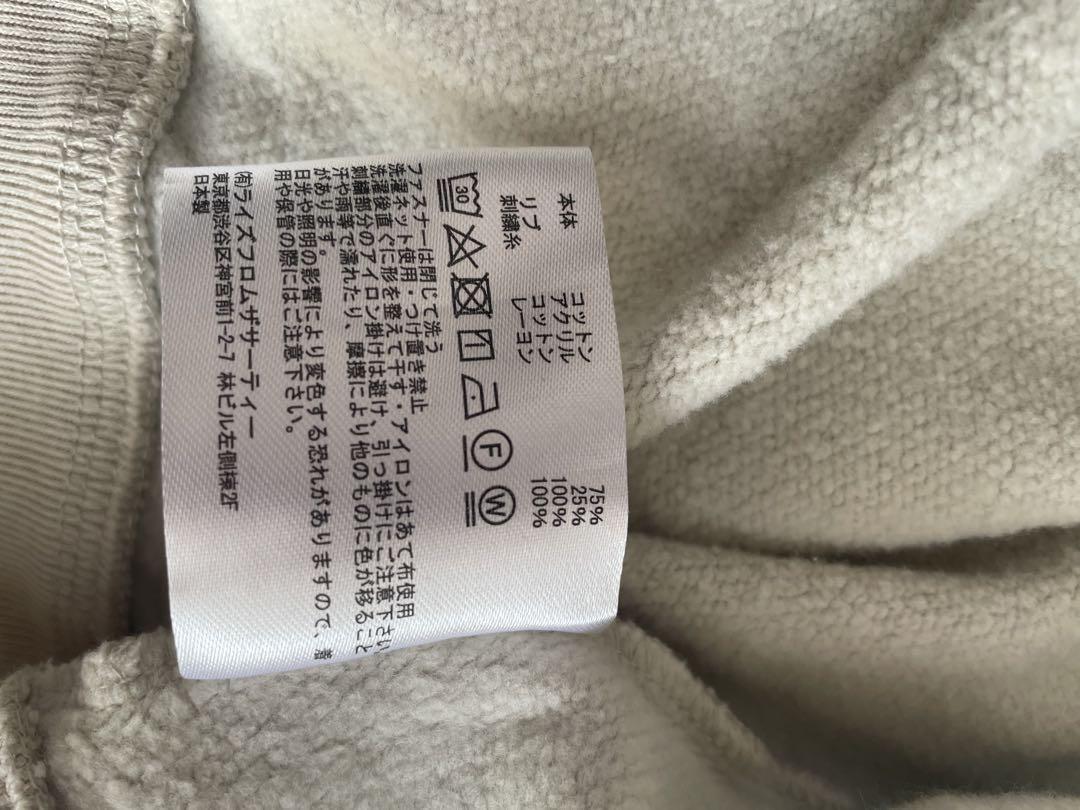 本体 コットン 75%
アクリル 25%
リブ コットン 100%
刺繍糸 レーヨン 100%
30 F W
ファスナーは閉じて洗う
洗濯ネット使用・つけ置き禁止
洗濯後直ぐに形を整えて干す・アイロンはあて布使用
刺繍部分のアイロン掛けは避け、引っ掛けにご注意下さい
汗や雨等で濡れたり、摩擦により他のものに色が移ること
があります。
日光や照明の影響により変色する恐れがありますので、着
用や保管の際にはご注意下さい。
(有)ライズフロムザサーティー
東京都渋谷区神宮前1-2-7 林ビル左側棟2F
日本製